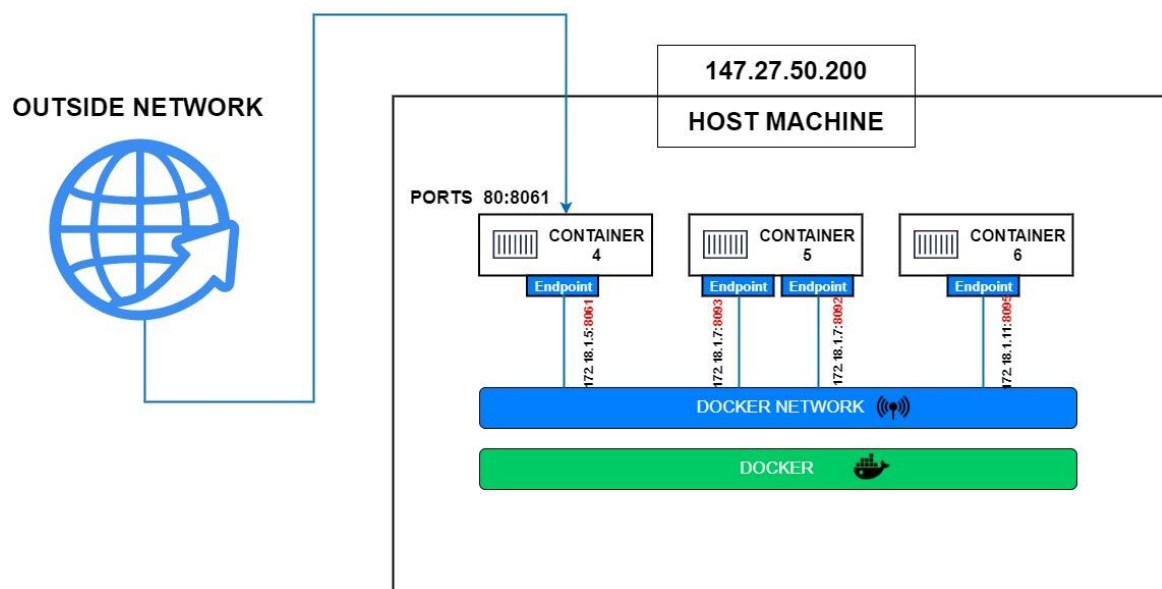 147.27.50.200
HOST MACHINE
OUTSIDE NETWORK
PORTS 80:8061
CONTAINER
4
CONTAINER
5
CONTAINER
6
Endpoint
Endpoint
Endpoint
Endpoint
172.18.1.5:8061
172.18.1.7:8093
172.18.1.7:8092
172.18.1.11:8095
DOCKER NETWORK
DOCKER